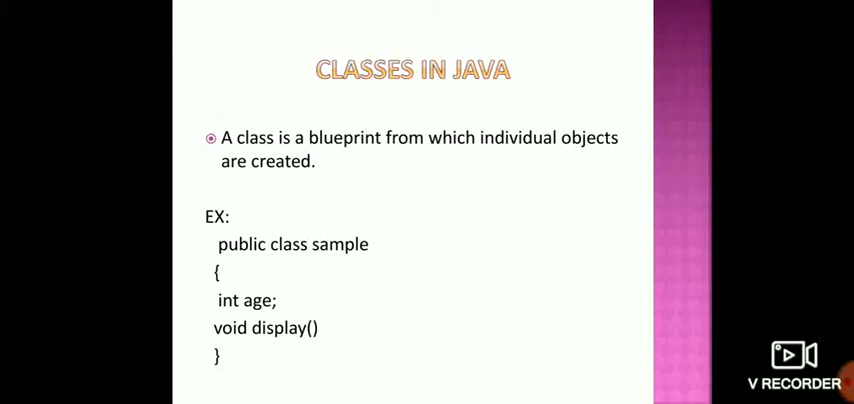 CLASSES IN JAVA
A class is a blueprint from which individual objects
are created.
EX:
public class sample
{
int age;
void display()
}
V RECORDER